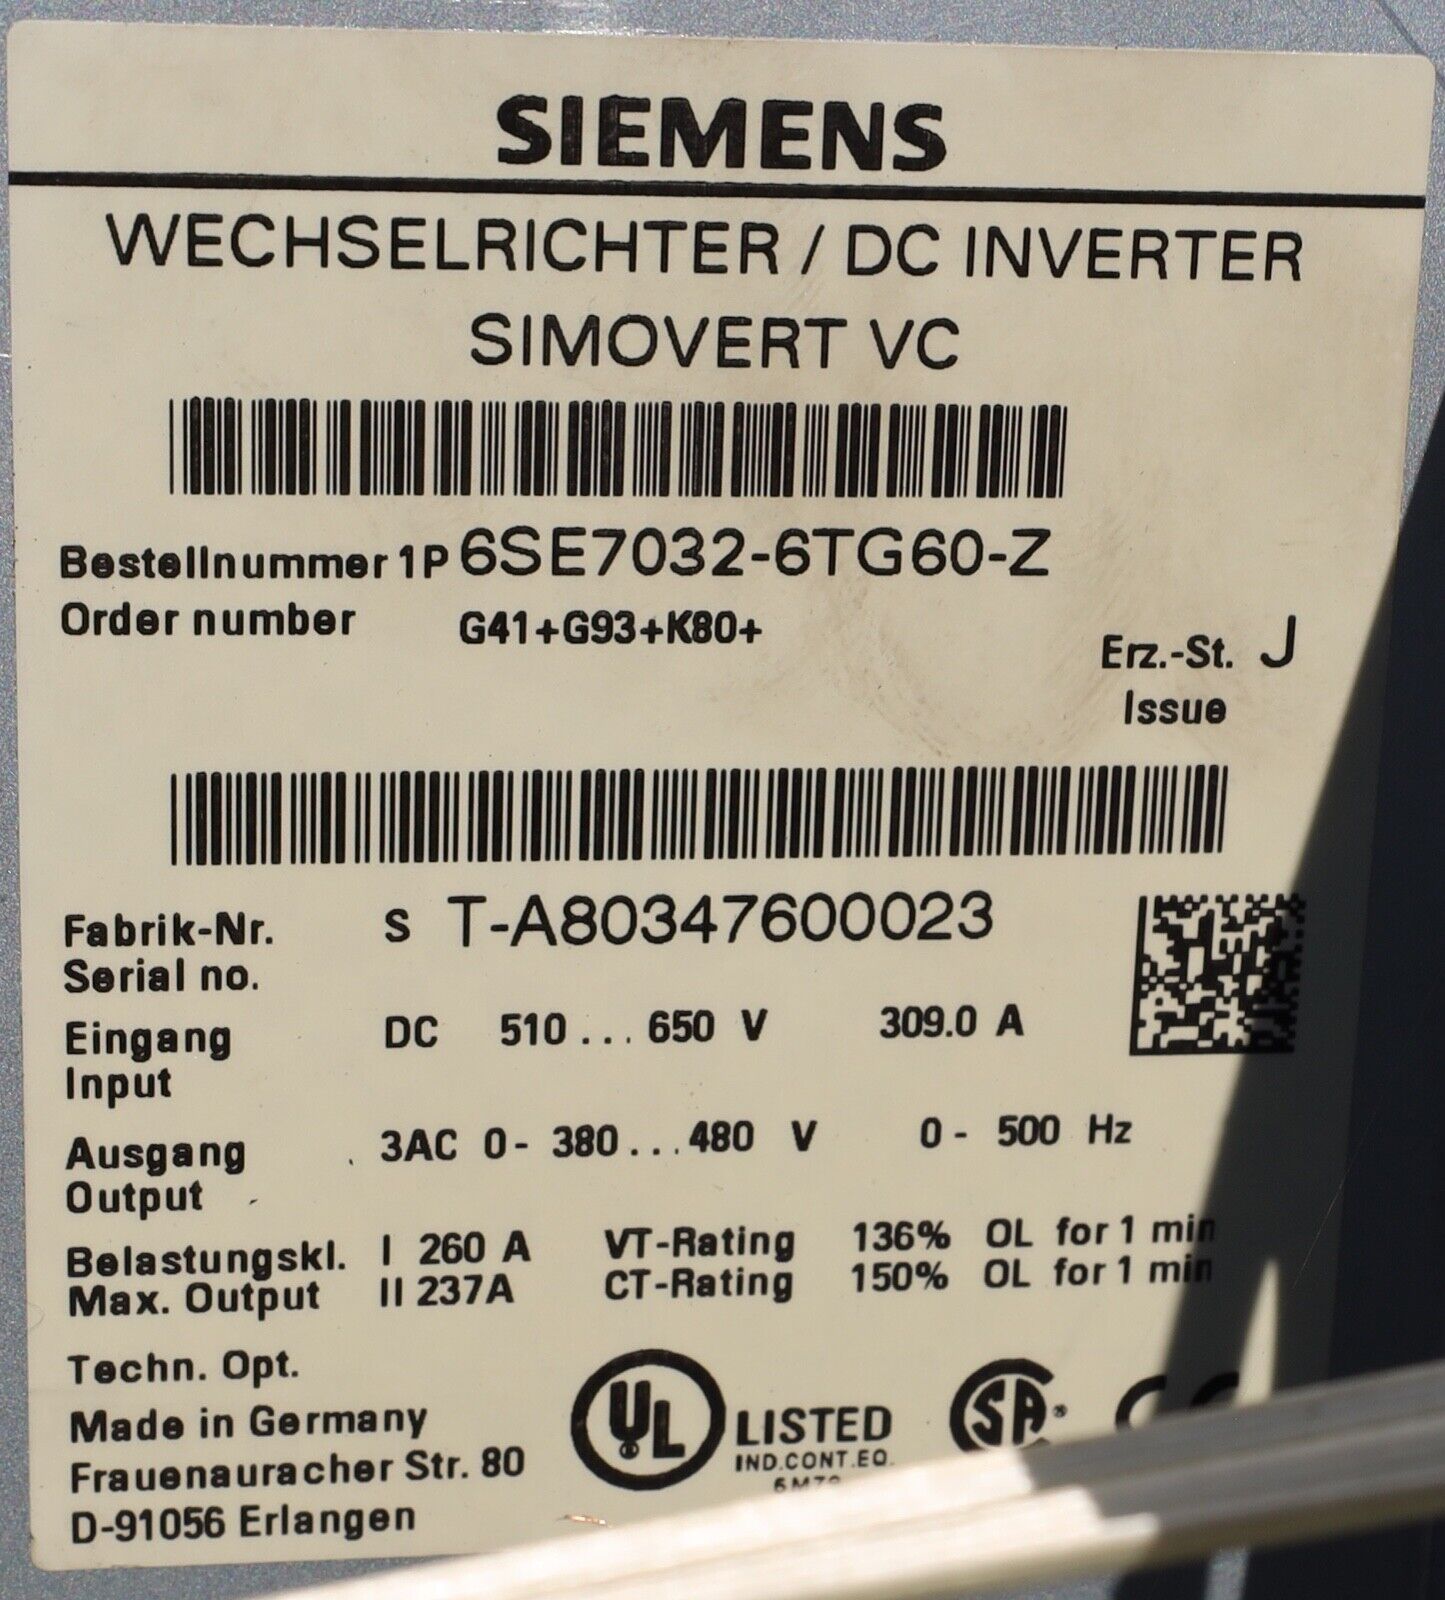 SIEMENS
WECHSELRICHTER / DC INVERTER
SIMOVERT VC
Bestellnummer 1P 6SE7032-6TG60-Z
Order number G41+G93+K80+
Erz.-St. J
Issue
Fabrik-Nr. S T-A80347600023
Serial no.
Eingang DC 510... 650 V 309.0 A
Input
Ausgang 3AC 0- 380...480 V 0- 500 Hz
Output
Belastungskl. I 260 A VT-Rating 136% OL for 1 min
Max. Output II 237A CT-Rating 150% OL for 1 min
Techn. Opt.
Made in Germany
Frauenauracher Str. 80
D-91056 Erlangen
UL ® LISTED
IND.CONT.EQ.
SA ®